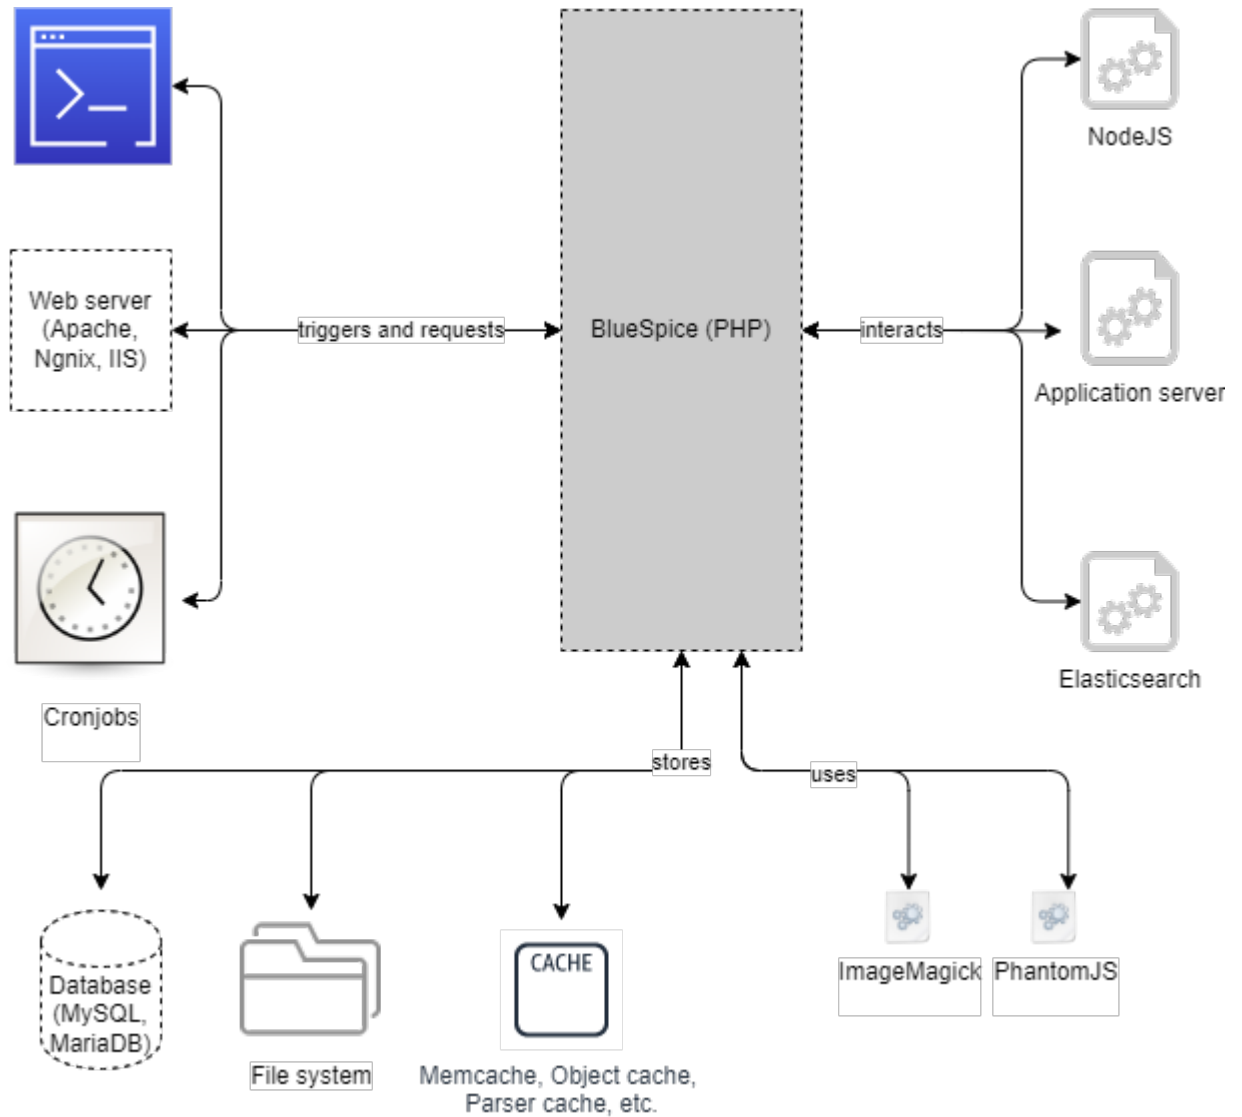 NodeJS
Web server
(Apache,
Ngnix, IIS)
triggers and requests
BlueSpice (PHP)
interacts
Application server
Elasticsearch
Cronjobs
stores
uses
Database
(MySQL,
MariaDB)
File system
CACHE
Memcache, Object cache,
Parser cache, etc.
ImageMagick
PhantomJS